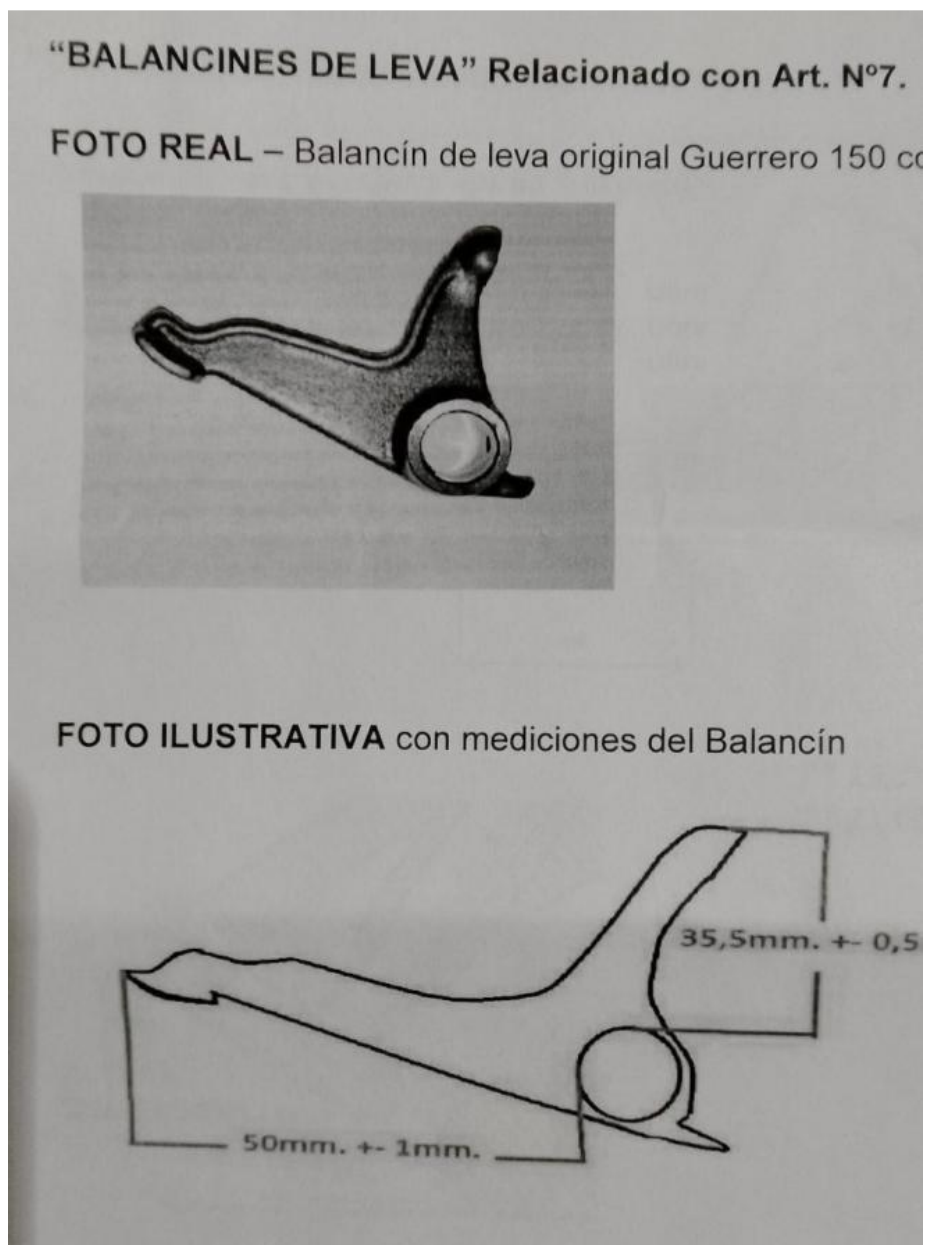 “BALANCINES DE LEVA” Relacionado con Art. Nº7.
FOTO REAL – Balancín de leva original Guerrero 150 cc
FOTO ILUSTRATIVA con mediciones del Balancín
35,5mm. +- 0,5
50mm. +- 1mm.